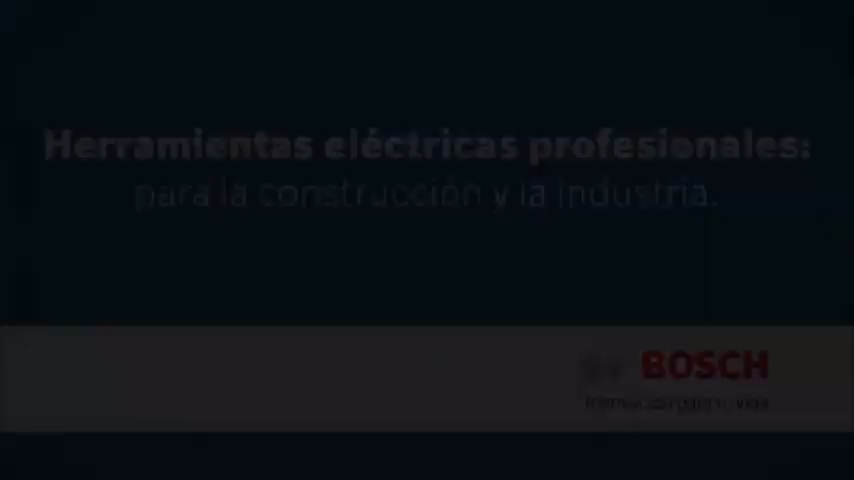 Herramientas eléctricas profesionales:
para la construcción y la industria.
BOSCH